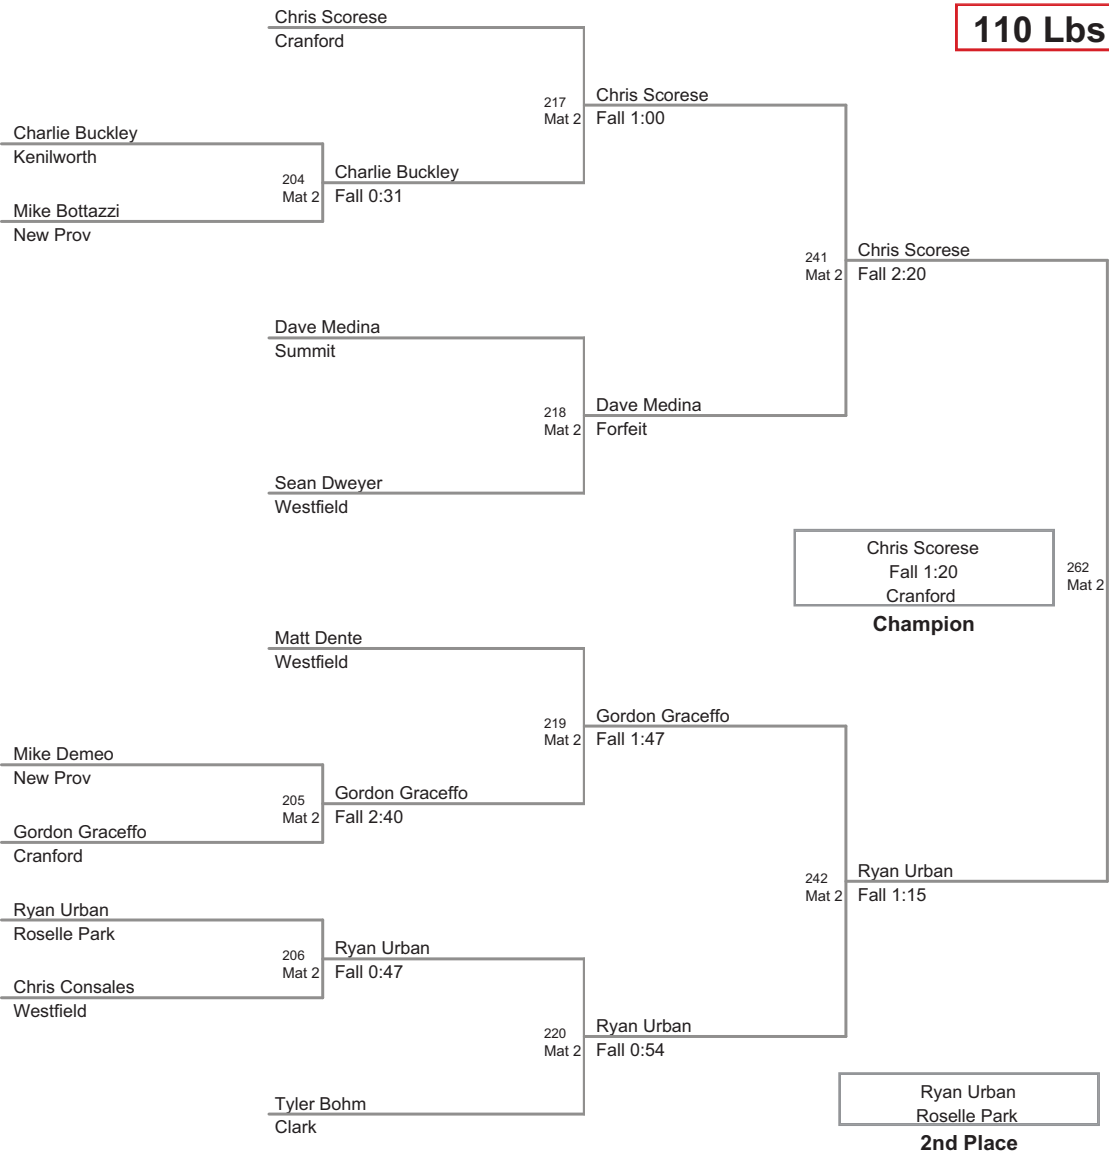 110 Lbs
Chris Scorese
Cranford
217
Mat 2
Chris Scorese
Fall 1:00
Charlie Buckley
Kenilworth
204
Mat 2
Charlie Buckley
Fall 0:31
Mike Bottazzi
New Prov
241
Mat 2
Chris Scorese
Fall 2:20
Dave Medina
Summit
218
Mat 2
Dave Medina
Forfeit
Sean Dweyer
Westfield
Chris Scorese
Fall 1:20
Cranford
Champion
262
Mat 2
Matt Dente
Westfield
219
Mat 2
Gordon Graceffo
Fall 1:47
Mike Demeo
New Prov
205
Mat 2
Gordon Graceffo
Fall 2:40
Gordon Graceffo
Cranford
242
Mat 2
Ryan Urban
Fall 1:15
Ryan Urban
Roselle Park
206
Mat 2
Ryan Urban
Fall 0:47
Chris Consales
Westfield
220
Mat 2
Ryan Urban
Fall 0:54
Tyler Bohm
Clark
Ryan Urban
Roselle Park
2nd Place